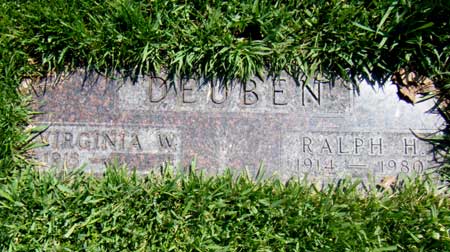 DEUBEN
VIRGINIA W.
RALPH H.
1914 — 1980